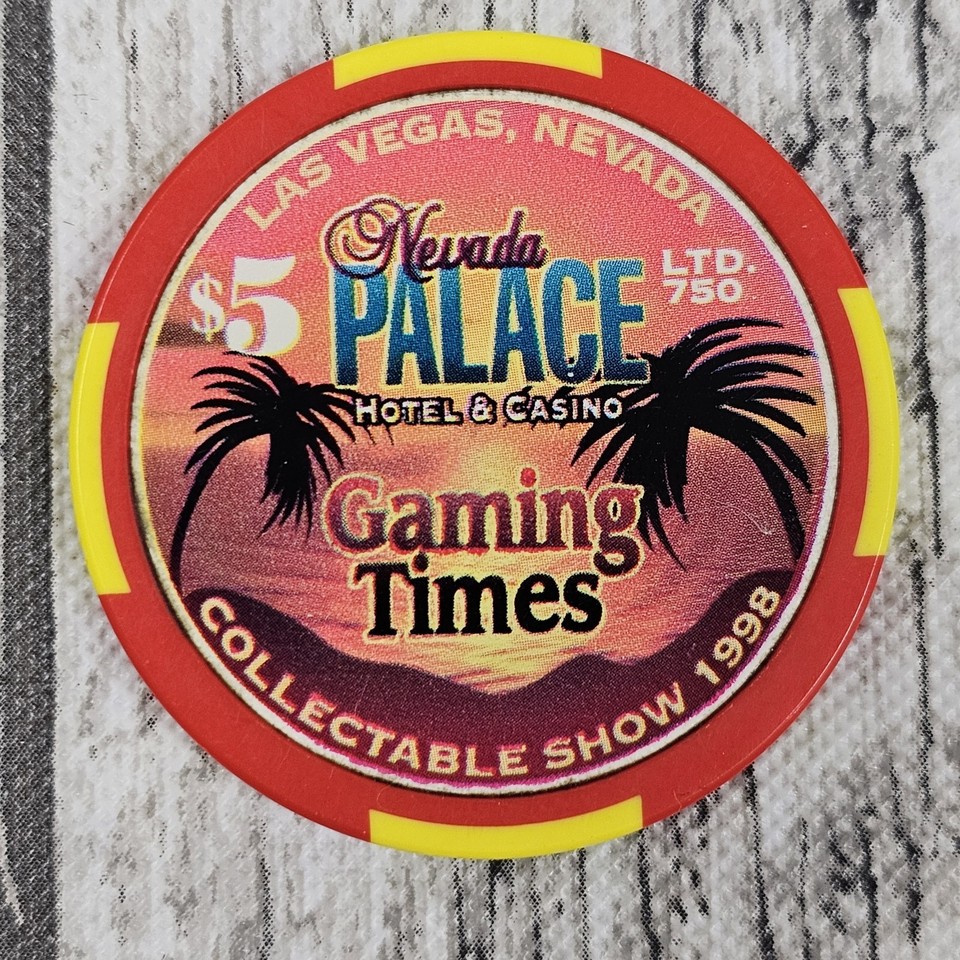 LAS VEGAS, NEVADA
Nevada
PALACE
HOTEL & CASINO
$5
LTD.
750
Gaming
Times
COLLECTABLE SHOW 1998